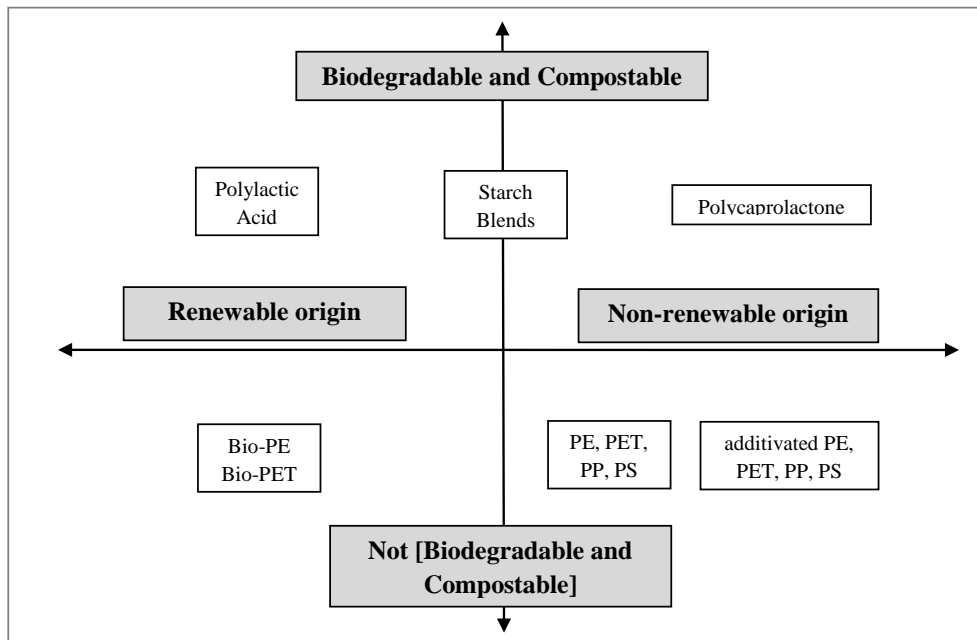 Biodegradable and Compostable
Polylactic
Acid
Starch
Blends
Polycaprolactone
Renewable origin
Non-renewable origin
Bio-PE
Bio-PET
PE, PET,
PP, PS
additivated PE,
PET, PP, PS
Not [Biodegradable and
Compostable]